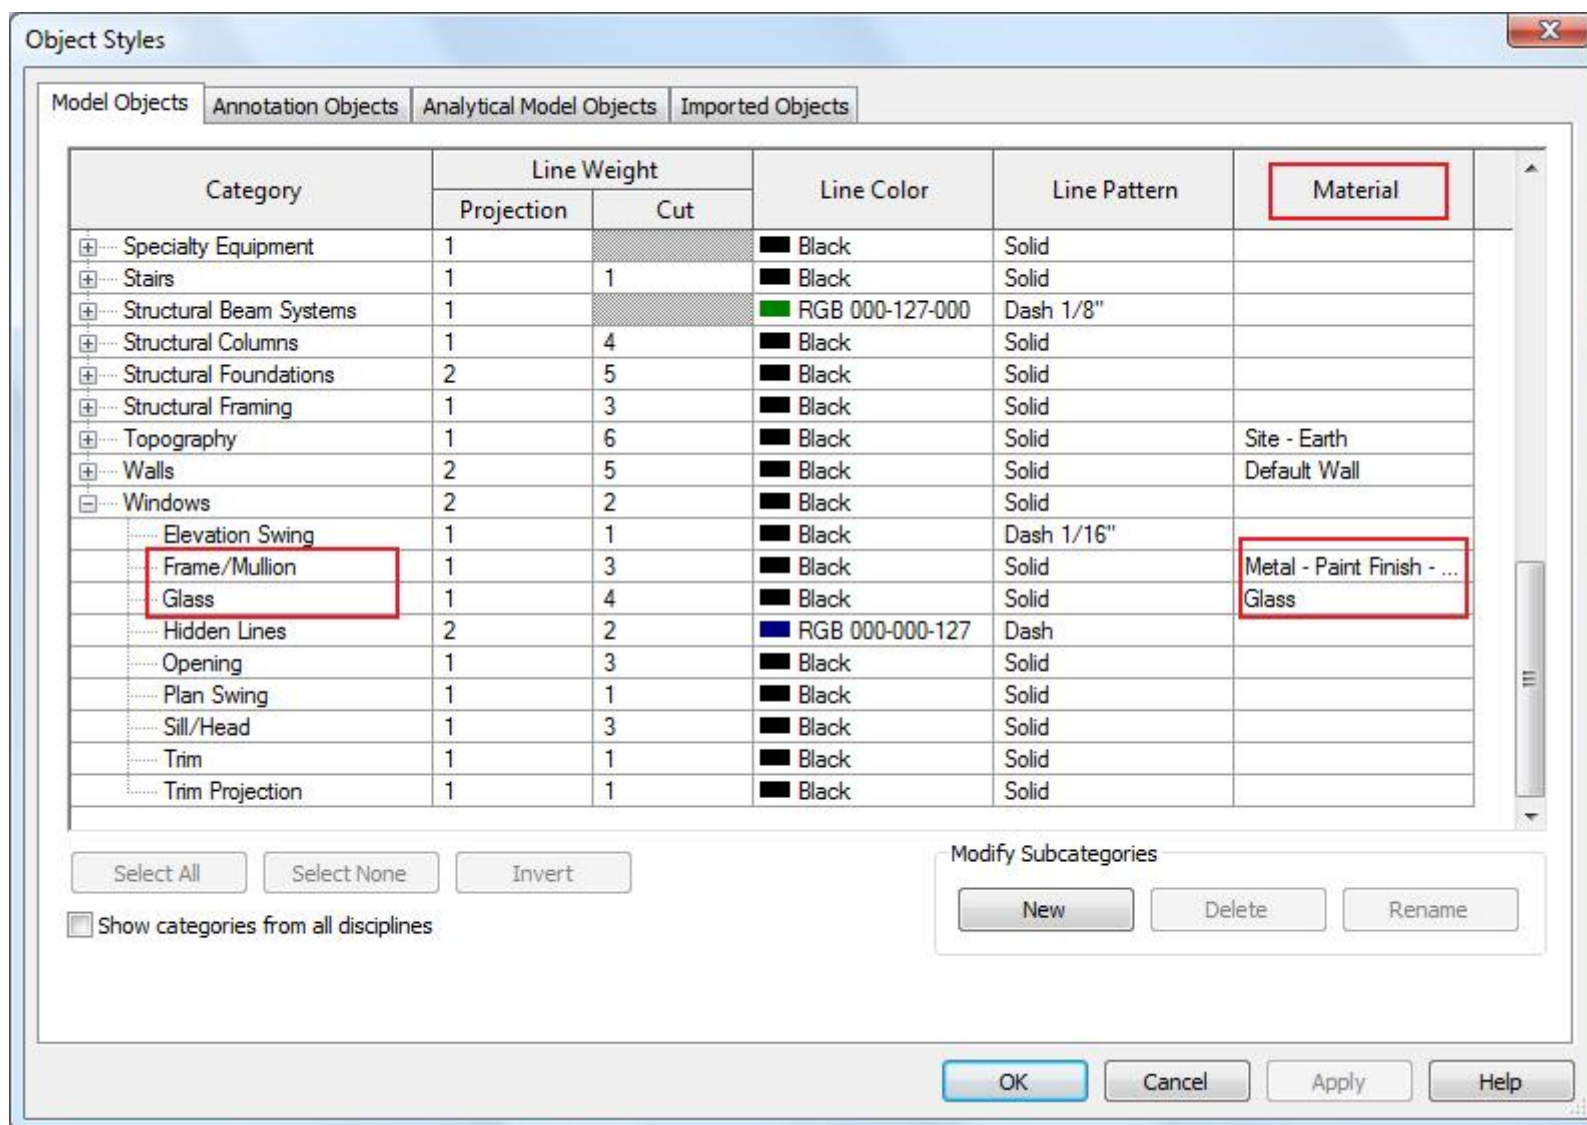 Object Styles
Model Objects Annotation Objects Analytical Model Objects Imported Objects
Category Line Weight Line Color Line Pattern Material
Projection Cut
Specialty Equipment 1 Black Solid
Stairs 1 1 Black Solid
Structural Beam Systems 1 RGB 000-127-000 Dash 1/8"
Structural Columns 1 4 Black Solid
Structural Foundations 2 5 Black Solid
Structural Framing 1 3 Black Solid
Topography 1 6 Black Solid Site - Earth
Walls 2 5 Black Solid Default Wall
Windows 2 2 Black Solid
Elevation Swing 1 1 Black Dash 1/16"
Frame/Mullion 1 3 Black Solid Metal - Paint Finish - ...
Glass 1 4 Black Solid Glass
Hidden Lines 2 2 RGB 000-000-127 Dash
Opening 1 3 Black Solid
Plan Swing 1 1 Black Solid
Sill/Head 1 3 Black Solid
Trim 1 1 Black Solid
Trim Projection 1 1 Black Solid
Select All Select None Invert
Modify Subcategories
New Delete Rename
Show categories from all disciplines
OK Cancel Apply Help